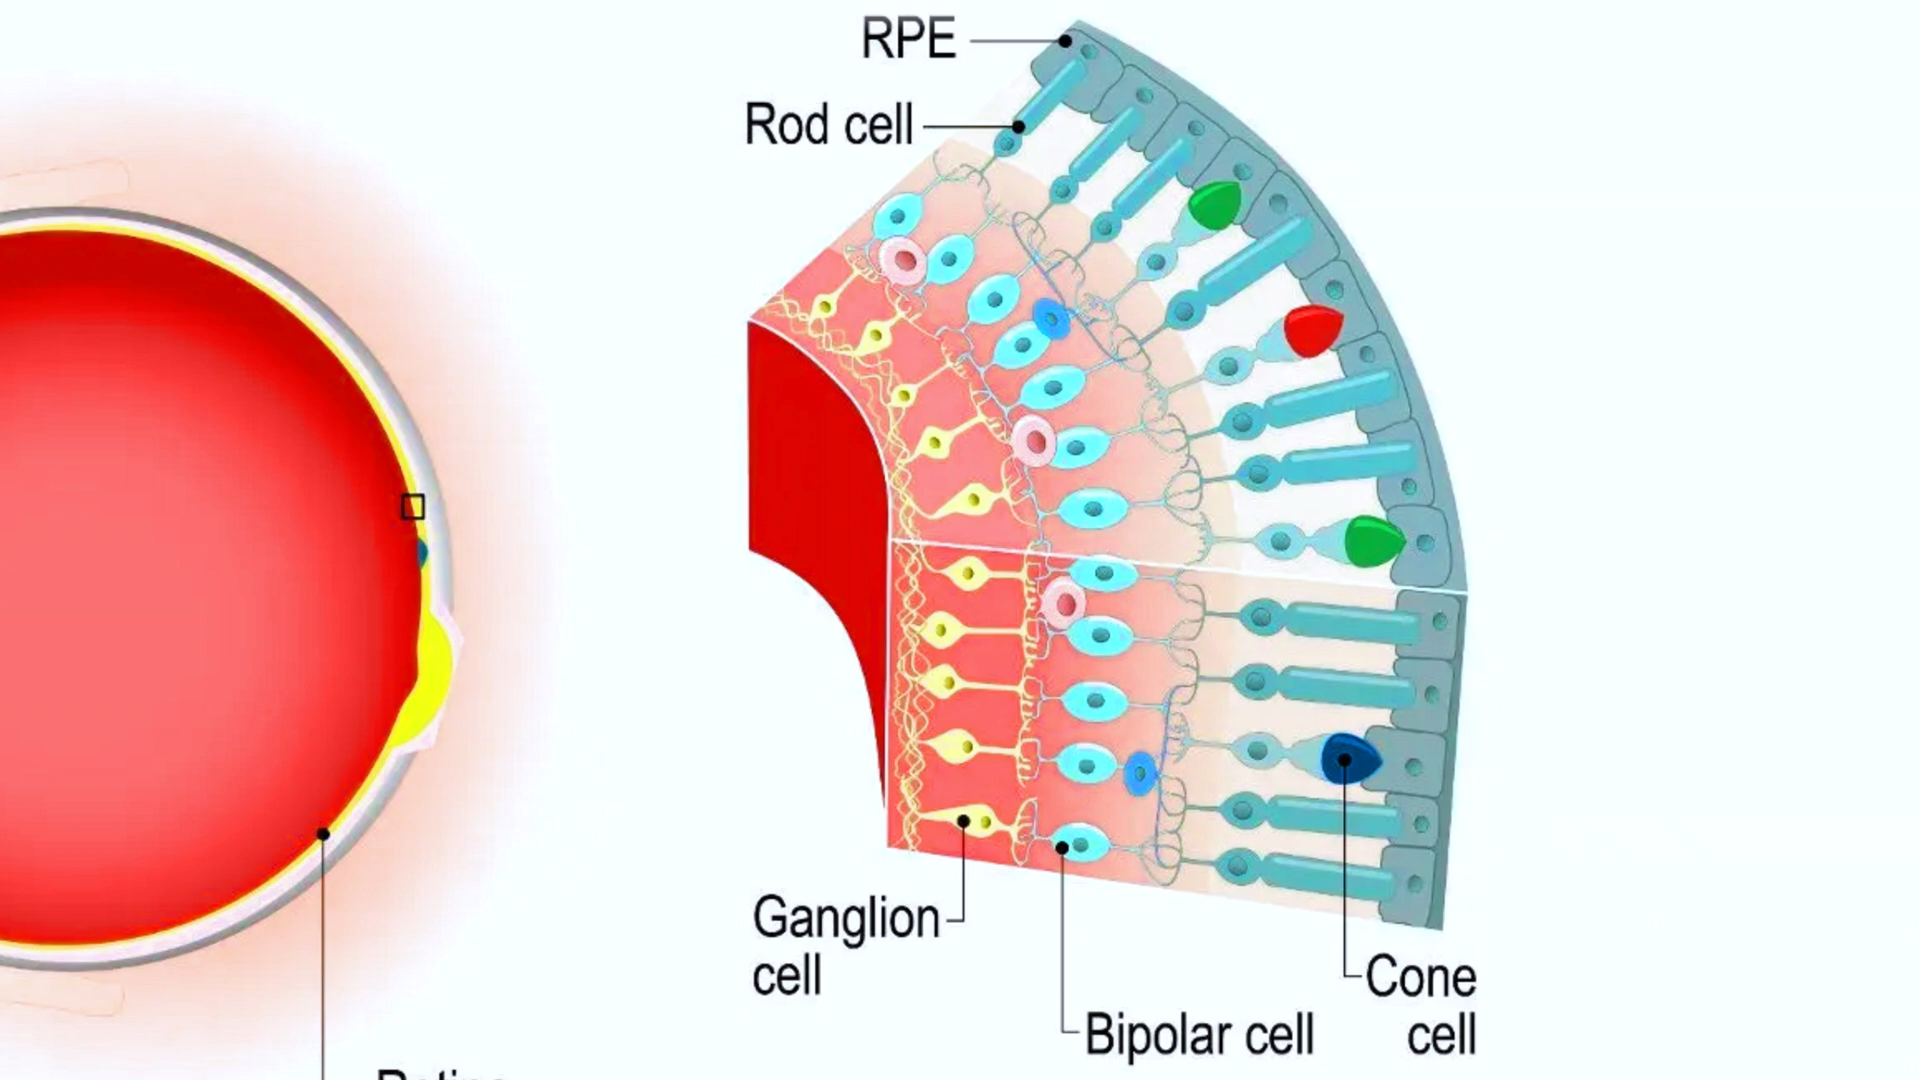 RPE
Rod cell
Ganglion
cell
Bipolar cell
Cone
cell